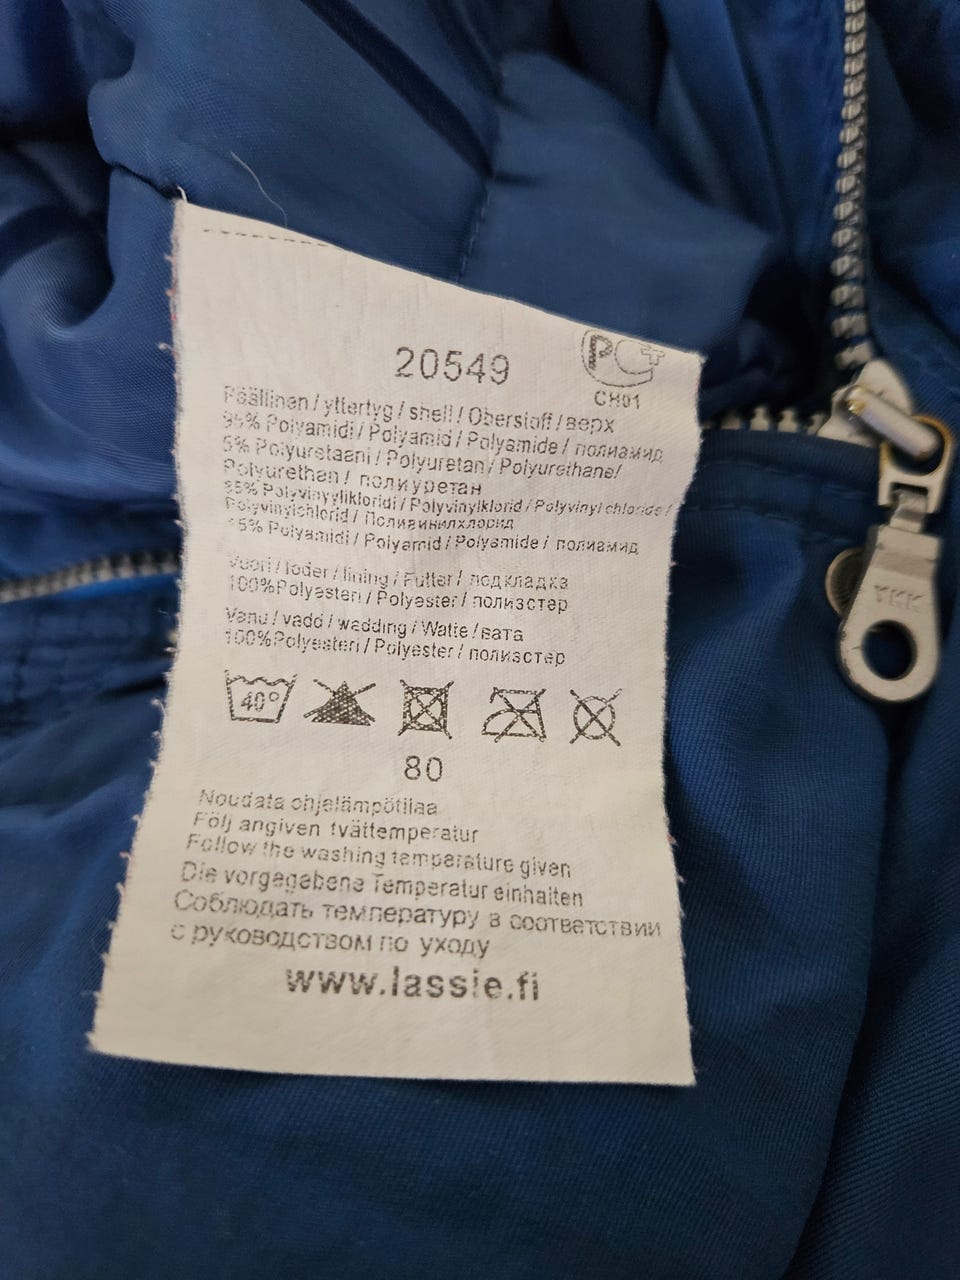 20549
CH01
Päällinen / yttertyg / shell / Oberstoff / верх
95% Polyamidi / Polyamid / Polyamide / полиамид
5% Polyuretaani / Polyuretan / Polyurethane/
Polyurethan / полиуретан
85% Polyvinyylikloridi / Polyvinylklorid / Polyvinyl chloride /
Polyvinylchlorid / Поливинилхлорид
15% Polyamidi / Polyamid / Polyamide / полиамид
Vuori / foder / lining / Futter / подкладка
100%Polyesteri / Polyester / полиэстер
Vanu / vadd / wadding / Watte / вата
100%Polyesteri / Polyester / полиэстер
40°
80
Noudata ohjelämpötilaa
Följ angiven tvättemperatur
Follow the washing temperature given
Die vorgegebene Temperatur einhalten
Соблюдать температуру в соответствии
с руководством по уходу
www.lassie.fi
YKK